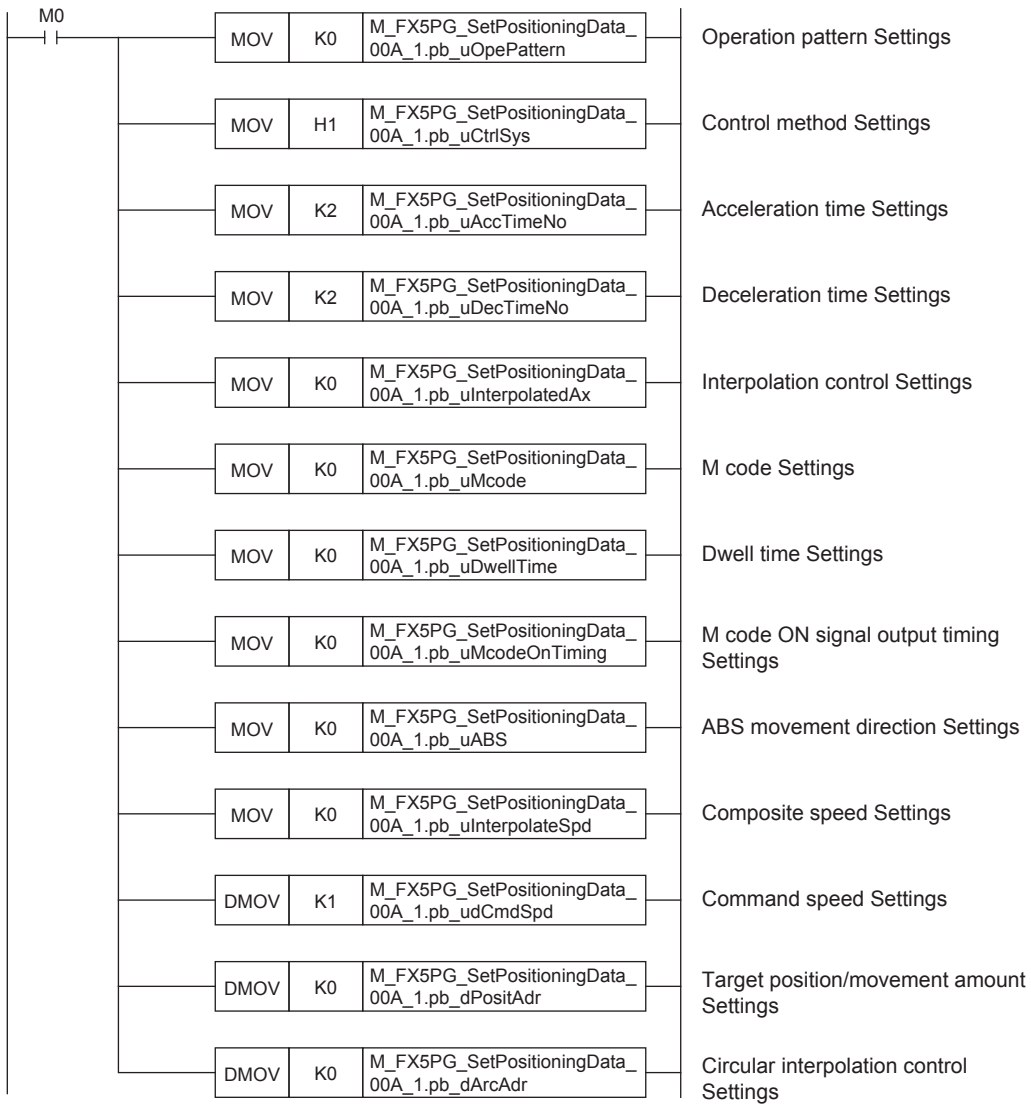 M0
MOV K0 M_FX5PG_SetPositioningData_
00A_1.pb_uOpePattern
Operation pattern Settings
MOV H1 M_FX5PG_SetPositioningData_
00A_1.pb_uCtrlSys
Control method Settings
MOV K2 M_FX5PG_SetPositioningData_
00A_1.pb_uAccTimeNo
Acceleration time Settings
MOV K2 M_FX5PG_SetPositioningData_
00A_1.pb_uDecTimeNo
Deceleration time Settings
MOV K0 M_FX5PG_SetPositioningData_
00A_1.pb_uInterpolatedAx
Interpolation control Settings
MOV K0 M_FX5PG_SetPositioningData_
00A_1.pb_uMcode
M code Settings
MOV K0 M_FX5PG_SetPositioningData_
00A_1.pb_uDwellTime
Dwell time Settings
MOV K0 M_FX5PG_SetPositioningData_
00A_1.pb_uMcodeOnTiming
M code ON signal output timing
Settings
MOV K0 M_FX5PG_SetPositioningData_
00A_1.pb_uABS
ABS movement direction Settings
MOV K0 M_FX5PG_SetPositioningData_
00A_1.pb_uInterpolateSpd
Composite speed Settings
DMOV K1 M_FX5PG_SetPositioningData_
00A_1.pb_udCmdSpd
Command speed Settings
DMOV K0 M_FX5PG_SetPositioningData_
00A_1.pb_dPositAdr
Target position/movement amount
Settings
DMOV K0 M_FX5PG_SetPositioningData_
00A_1.pb_dArcAdr
Circular interpolation control
Settings